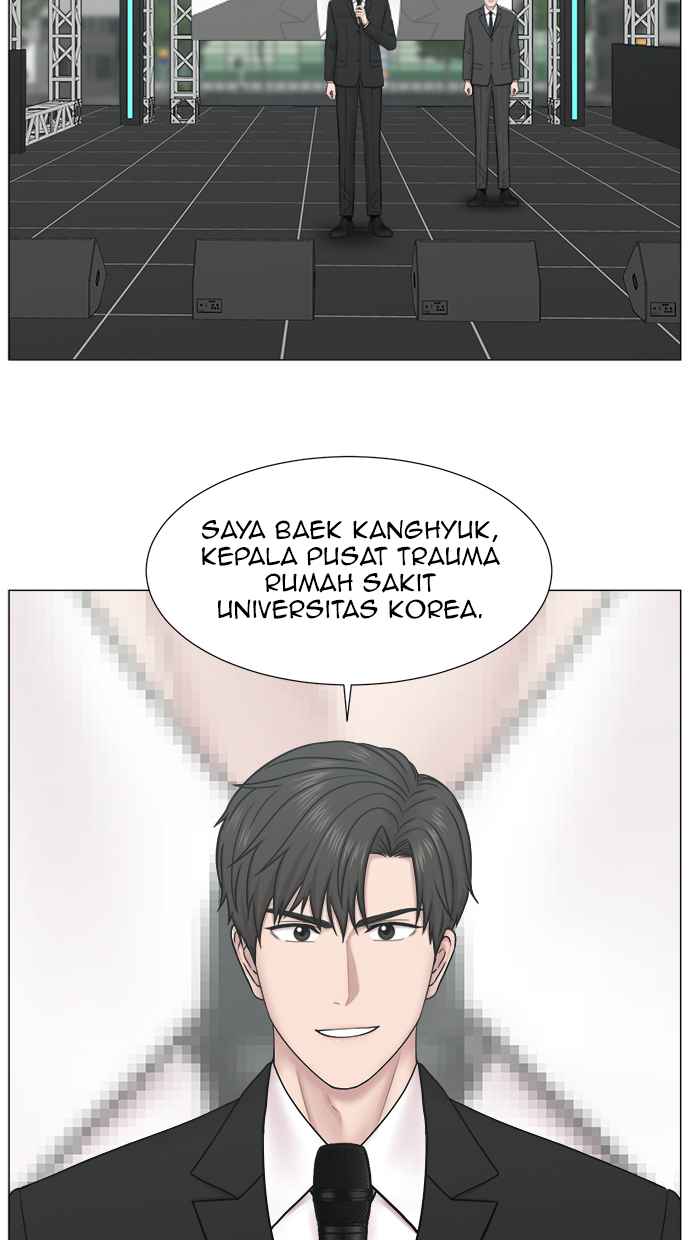 SAYA BAEK KANGHYUK,
KEPALA PUSAT TRAUMA
RUMAH SAKIT
UNIVERSITAS KOREA.